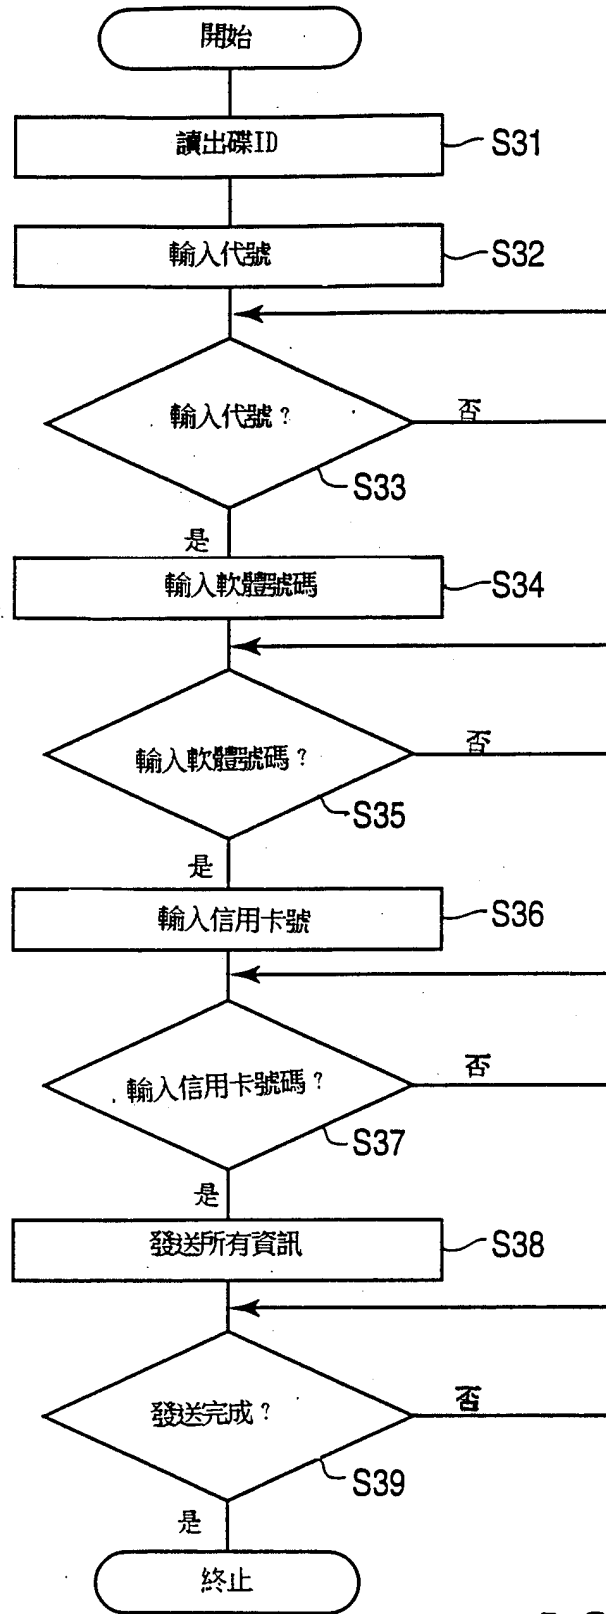 開始
讀出碟ID
S31
輸入代號
S32
輸入代號?
否
S33
是
輸入軟體號碼
S34
輸入軟體號碼?
否
S35
是
輸入信用卡號
S36
輸入信用卡號碼?
否
S37
是
發送所有資訊
S38
發送完成?
否
S39
是
終止